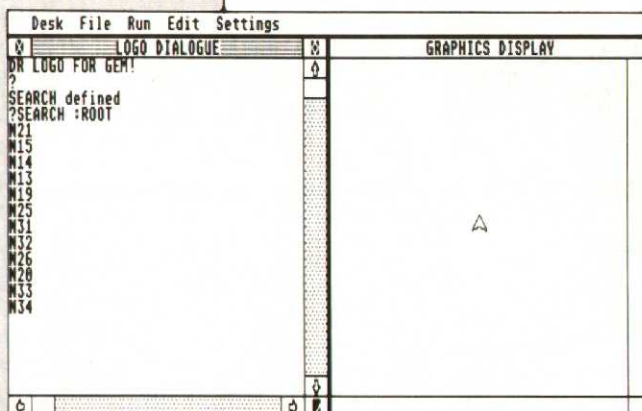 Desk File Run Edit Settings
LOGO DIALOGUE
GRAPHICS DISPLAY
DR LOGO FOR GEM!
?
SEARCH defined
?SEARCH :ROOT
N21
N15
N14
N13
N19
N25
N31
N32
N26
N20
N33
N34